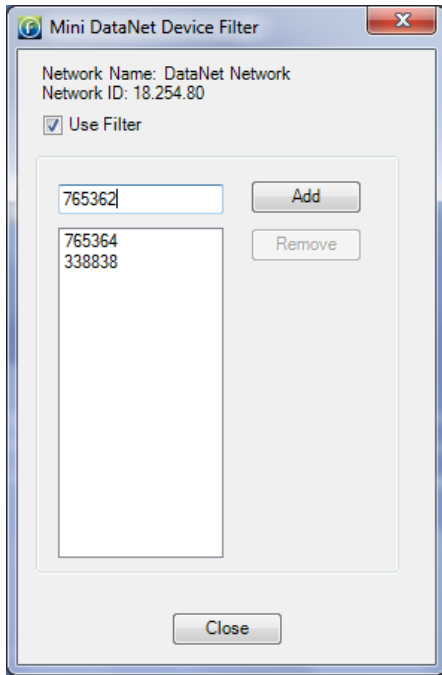 Mini DataNet Device Filter
Network Name: DataNet Network
Network ID: 18.254.80
Use Filter
765362
Add
765364
338838
Remove
Close